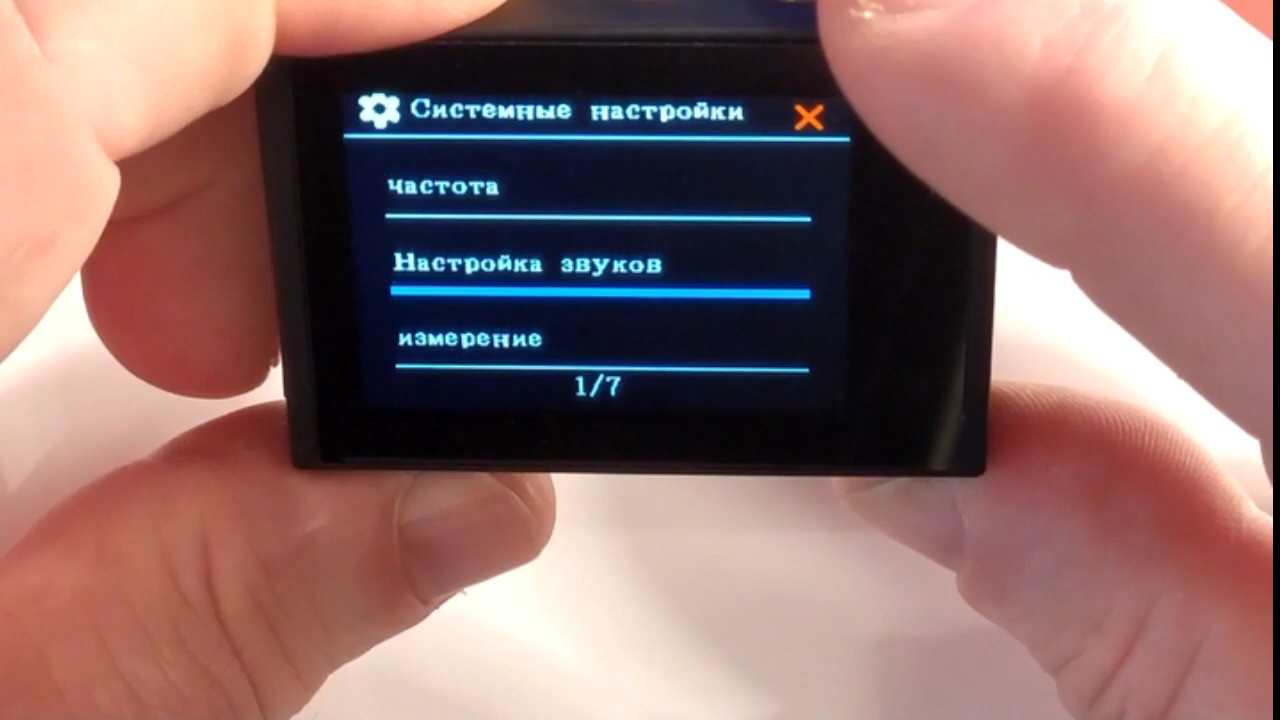 Системные настройки
частота
Настройка звуков
измерение
1/7